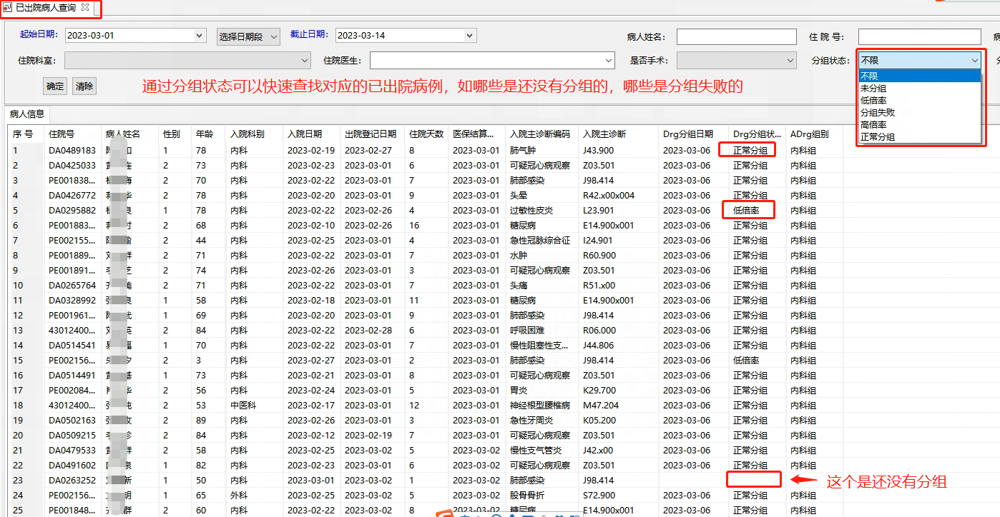 已出院病人查询
起始日期: 2023-03-01 选择日期段 截止日期: 2023-03-14 病人姓名: 住 院 号:
住院科室: 住院医生: 是否手术: 分组状态: 不限
不限
未分组
低倍率
分组失败
高倍率
正常分组
确定 清除 通过分组状态可以快速查找对应的已出院病例，如哪些是还没有分组的，哪些是分组失败的
病人信息
序 号 住院号 病人姓名 性别 年龄 入院科别 入院日期 出院登记日期 住院天数 医保结算... 入院主诊断编码 入院主诊断 Drg分组日期 Drg分组状... ADrg组别
1 DA0489183 1 78 内科 2023-02-19 2023-02-27 8 2023-03-01 肺气肿 J43.900 2023-03-06 正常分组 内科组
2 DA0425033 2 73 内科 2023-02-23 2023-03-01 6 2023-03-01 可疑冠心病观察 Z03.501 2023-03-06 正常分组 内科组
3 PE001838... 2 70 内科 2023-02-22 2023-03-01 7 2023-03-01 肺部感染 J98.414 2023-03-06 正常分组 内科组
4 DA0426772 2 78 内科 2023-02-20 2023-03-01 9 2023-03-01 头晕 R42.x00x004 2023-03-06 正常分组 内科组
5 DA0295882 1 78 内科 2023-02-22 2023-02-26 4 2023-03-01 过敏性皮炎 L23.901 2023-03-06 低倍率 内科组
6 PE001883... 2 68 内科 2023-02-10 2023-02-26 16 2023-03-01 糖尿病 E14.900x001 2023-03-06 正常分组 内科组
7 PE002155... 2 44 内科 2023-02-25 2023-03-01 4 2023-03-01 急性冠脉综合征 I24.901 2023-03-06 正常分组 内科组
8 PE001889... 2 71 内科 2023-02-22 2023-03-01 7 2023-03-01 水肿 R60.900 2023-03-06 正常分组 内科组
9 PE001891... 2 74 内科 2023-02-26 2023-03-01 3 2023-03-01 可疑冠心病观察 Z03.501 2023-03-06 正常分组 内科组
10 DA0265764 2 71 内科 2023-02-22 2023-03-01 7 2023-03-01 头痛 R51.x00 2023-03-06 正常分组 内科组
11 DA0328992 1 58 内科 2023-02-18 2023-03-01 11 2023-03-01 糖尿病 E14.900x001 2023-03-06 正常分组 内科组
12 PE001961... 1 69 内科 2023-02-20 2023-03-01 9 2023-03-01 肺部感染 J98.414 2023-03-06 正常分组 内科组
13 43012400... 2 84 内科 2023-02-22 2023-02-28 6 2023-03-01 呼吸困难 R06.000 2023-03-06 正常分组 内科组
14 DA0514541 1 70 内科 2023-02-22 2023-03-01 7 2023-03-01 慢性阻塞性支... J44.806 2023-03-06 正常分组 内科组
15 PE002156... 2 3 内科 2023-02-27 2023-03-01 2 2023-03-01 肺部感染 J98.414 2023-03-06 低倍率 内科组
16 DA0514491 1 73 内科 2023-02-21 2023-03-01 8 2023-03-01 可疑冠心病观察 Z03.501 2023-03-06 正常分组 内科组
17 PE002084... 2 56 内科 2023-02-24 2023-03-01 5 2023-03-01 胃炎 K29.700 2023-03-06 正常分组 内科组
18 43012400... 2 53 中医科 2023-02-17 2023-03-01 12 2023-03-01 神经根型腰椎病 M47.204 2023-03-06 正常分组 内科组
19 DA0502163 2 89 内科 2023-02-26 2023-03-01 3 2023-03-01 急性牙周炎 K05.200 2023-03-06 正常分组 内科组
20 DA0509215 2 84 内科 2023-02-12 2023-02-19 7 2023-03-01 可疑冠心病观察 Z03.501 2023-03-06 正常分组 内科组
21 DA0479533 2 58 内科 2023-02-25 2023-03-02 5 2023-03-02 慢性支气管炎 J42.x00 2023-03-06 正常分组 内科组
22 DA0491602 1 82 内科 2023-02-23 2023-03-01 6 2023-03-02 可疑冠心病观察 Z03.501 2023-03-06 正常分组 内科组
23 DA0263252 1 50 内科 2023-03-01 2023-03-02 1 2023-03-02 肺部感染 J98.414 这个是还没有分组
24 PE002156... 1 65 外科 2023-02-25 2023-03-02 5 2023-03-02 股骨骨折 S72.900 2023-03-06 正常分组 内科组
25 PE001848... 2 60 内科 2023-02-22 2023-03-02 8 2023-03-02 糖尿病 E14.900x001 2023-03-06 正常分组 内科组